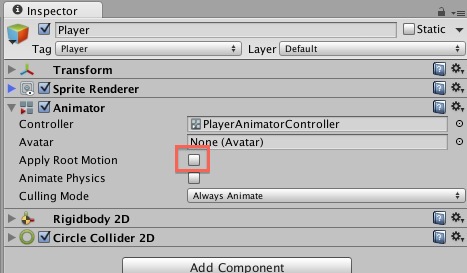 Inspector
Player
Static
Tag Player Layer Default
Transform
Sprite Renderer
Animator
Controller PlayerAnimatorController
Avatar None (Avatar)
Apply Root Motion
Animate Physics
Culling Mode Always Animate
Rigidbody 2D
Circle Collider 2D
Add Component